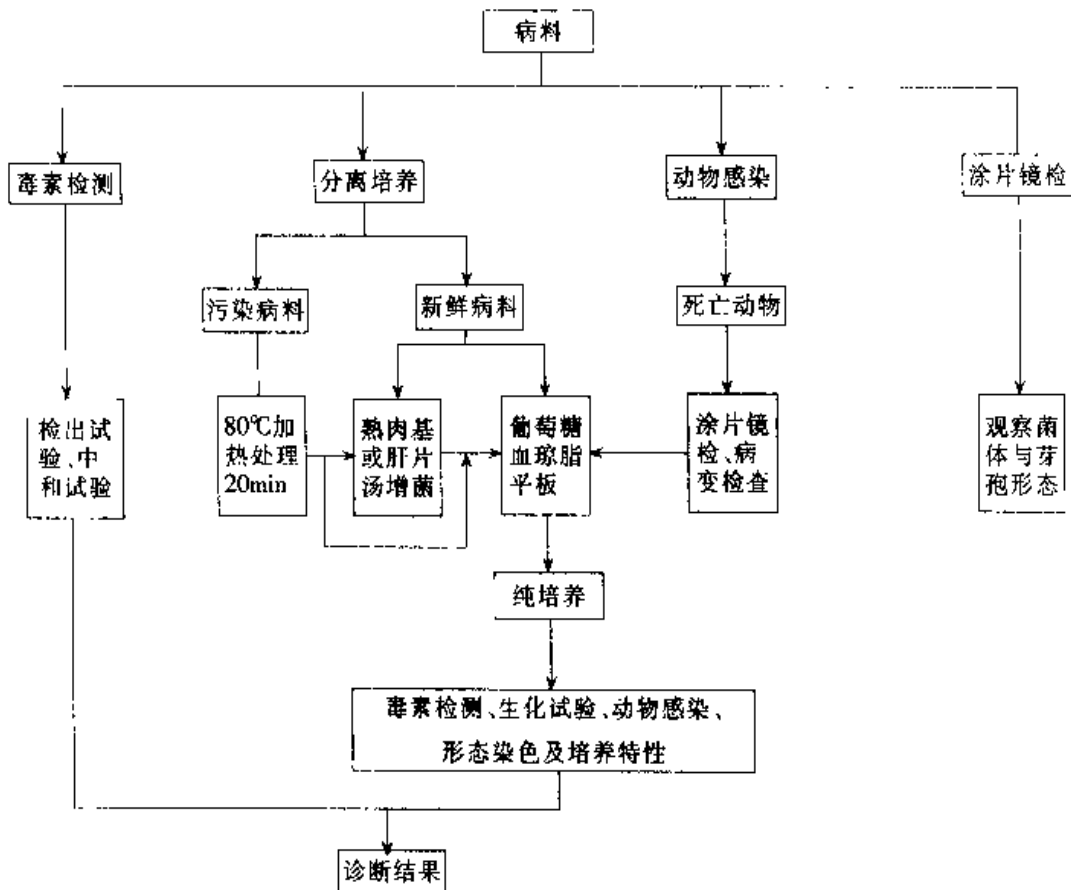 病料
毒素检测
分离培养
动物感染
涂片镜检
污染病料
新鲜病料
死亡动物
检出试
验、中
和试验
80℃加
热处理
20min
熟肉基
或肝片
汤增菌
葡萄糖
血琼脂
平板
涂片镜
检、病
变检查
观察菌
体与芽
孢形态
纯培养
毒素检测、生化试验、动物感染、
形态染色及培养特性
诊断结果